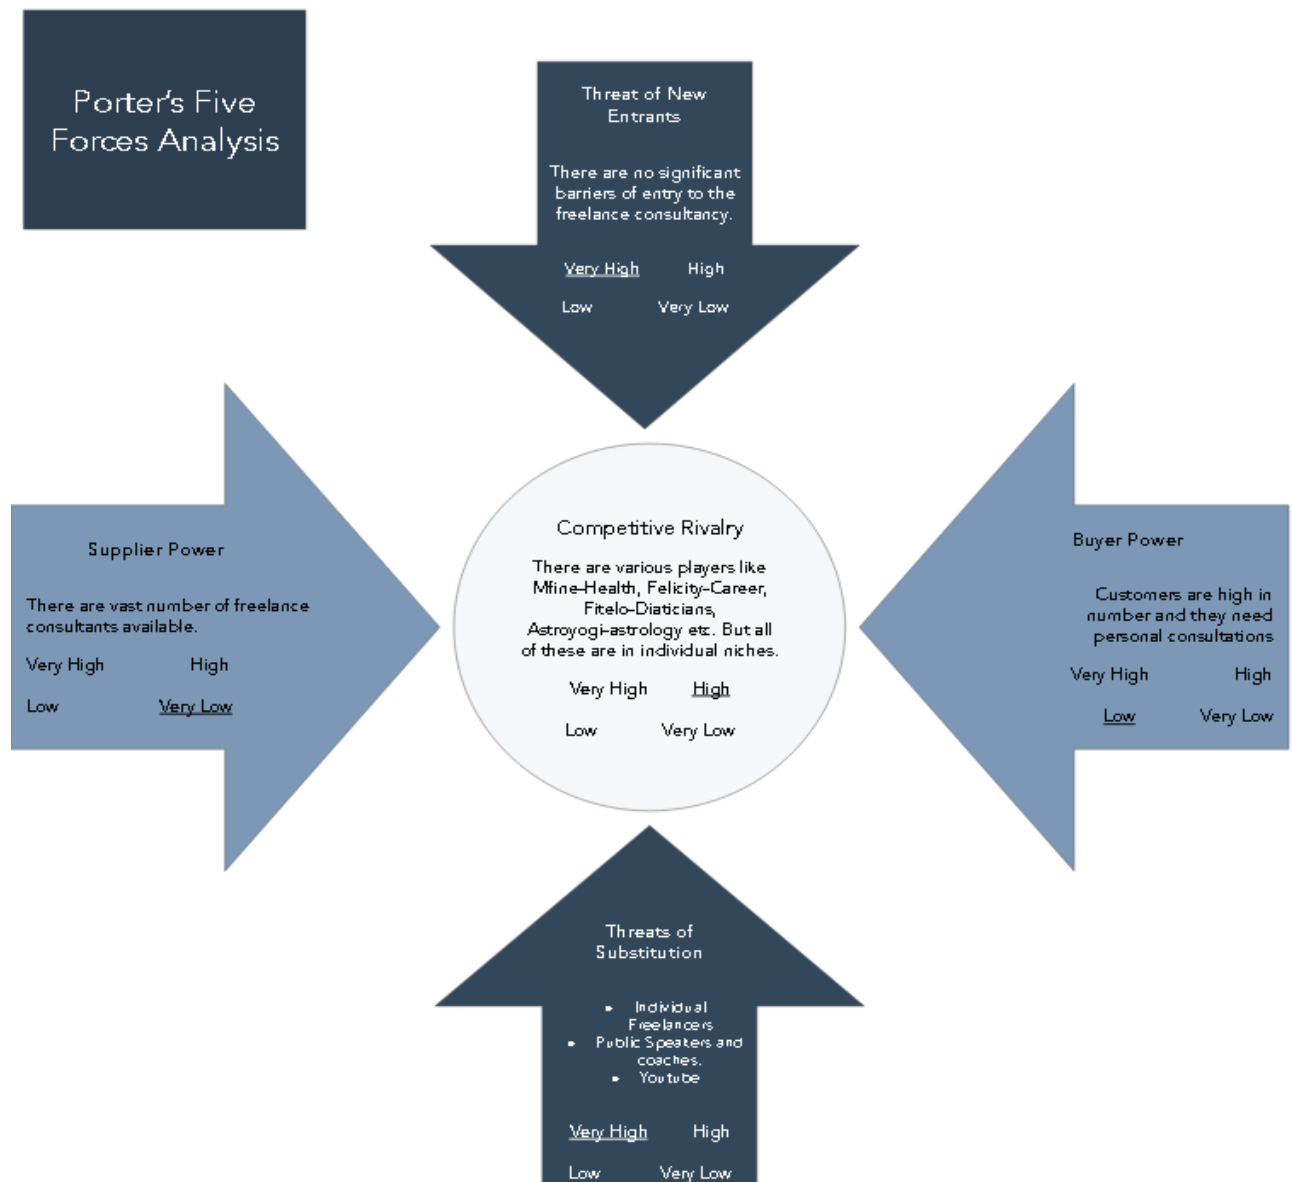 Porter's Five
Forces Analysis
Threat of New
Entrants
There are no significant
barriers of entry to the
freelance consultancy.
Very High High
Low Very Low
Supplier Power
There are vast number of freelance
consultants available.
Very High High
Low Very Low
Competitive Rivalry
There are various players like
Mfine-Health, Felicity-Career,
Fitelo-Diaticians,
Astroyogi-astrology etc. But all
of these are in individual niches.
Very High High
Low Very Low
Buyer Power
Customers are high in
number and they need
personal consultations
Very High High
Low Very Low
Threats of
Substitution
• Individual
Freelancers
• Public Speakers and
coaches.
• Youtube
Very High High
Low Very Low